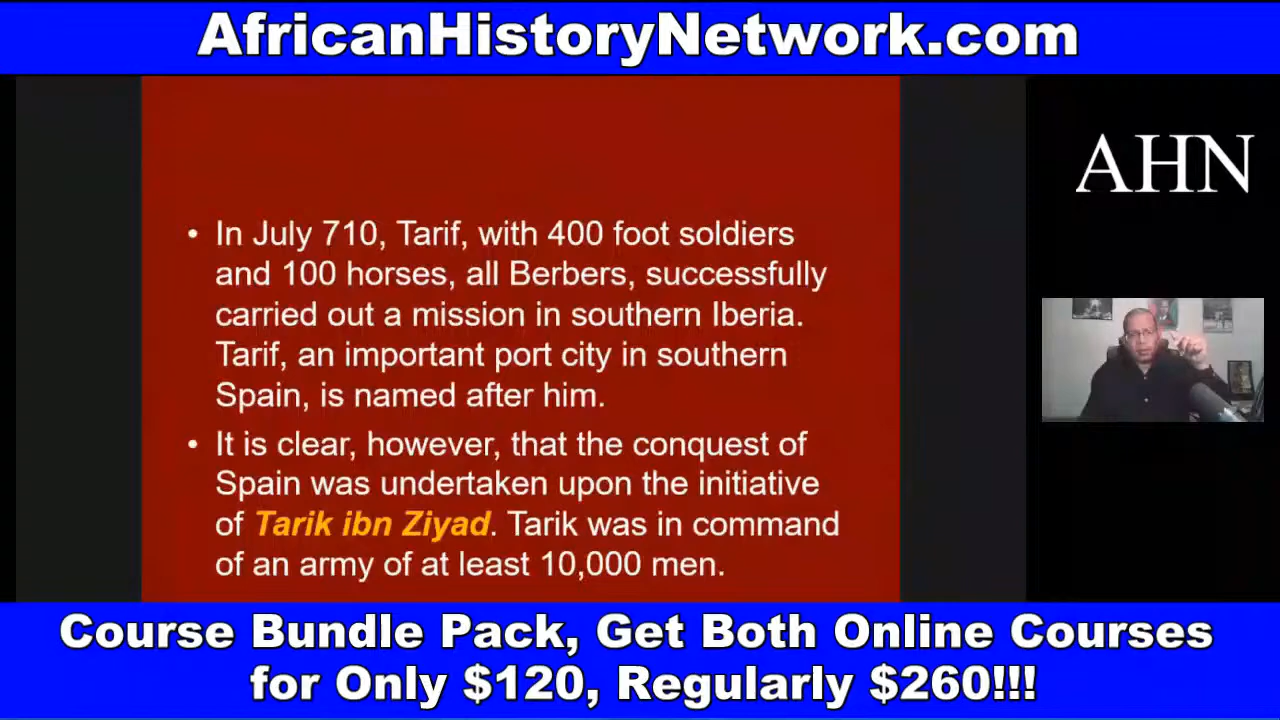 AfricanHistoryNetwork.com
AHN
• In July 710, Tarif, with 400 foot soldiers
and 100 horses, all Berbers, successfully
carried out a mission in southern Iberia.
Tarif, an important port city in southern
Spain, is named after him.
• It is clear, however, that the conquest of
Spain was undertaken upon the initiative
of Tarik ibn Ziyad. Tarik was in command
of an army of at least 10,000 men.
Course Bundle Pack, Get Both Online Courses
for Only $120, Regularly $260!!!